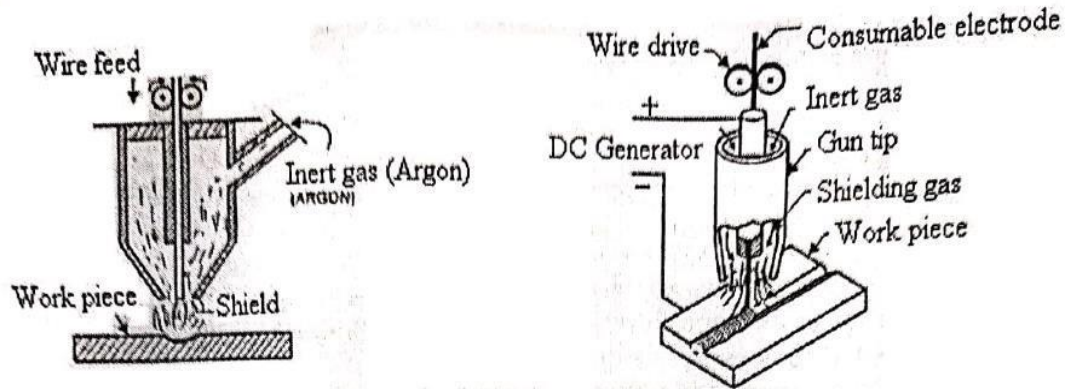 Wire feed
Inert gas (Argon)
(ARGON)
Work piece
Shield
Wire drive
Consumable electrode
Inert gas
+
DC Generator
Gun tip
−
Shielding gas
Work piece